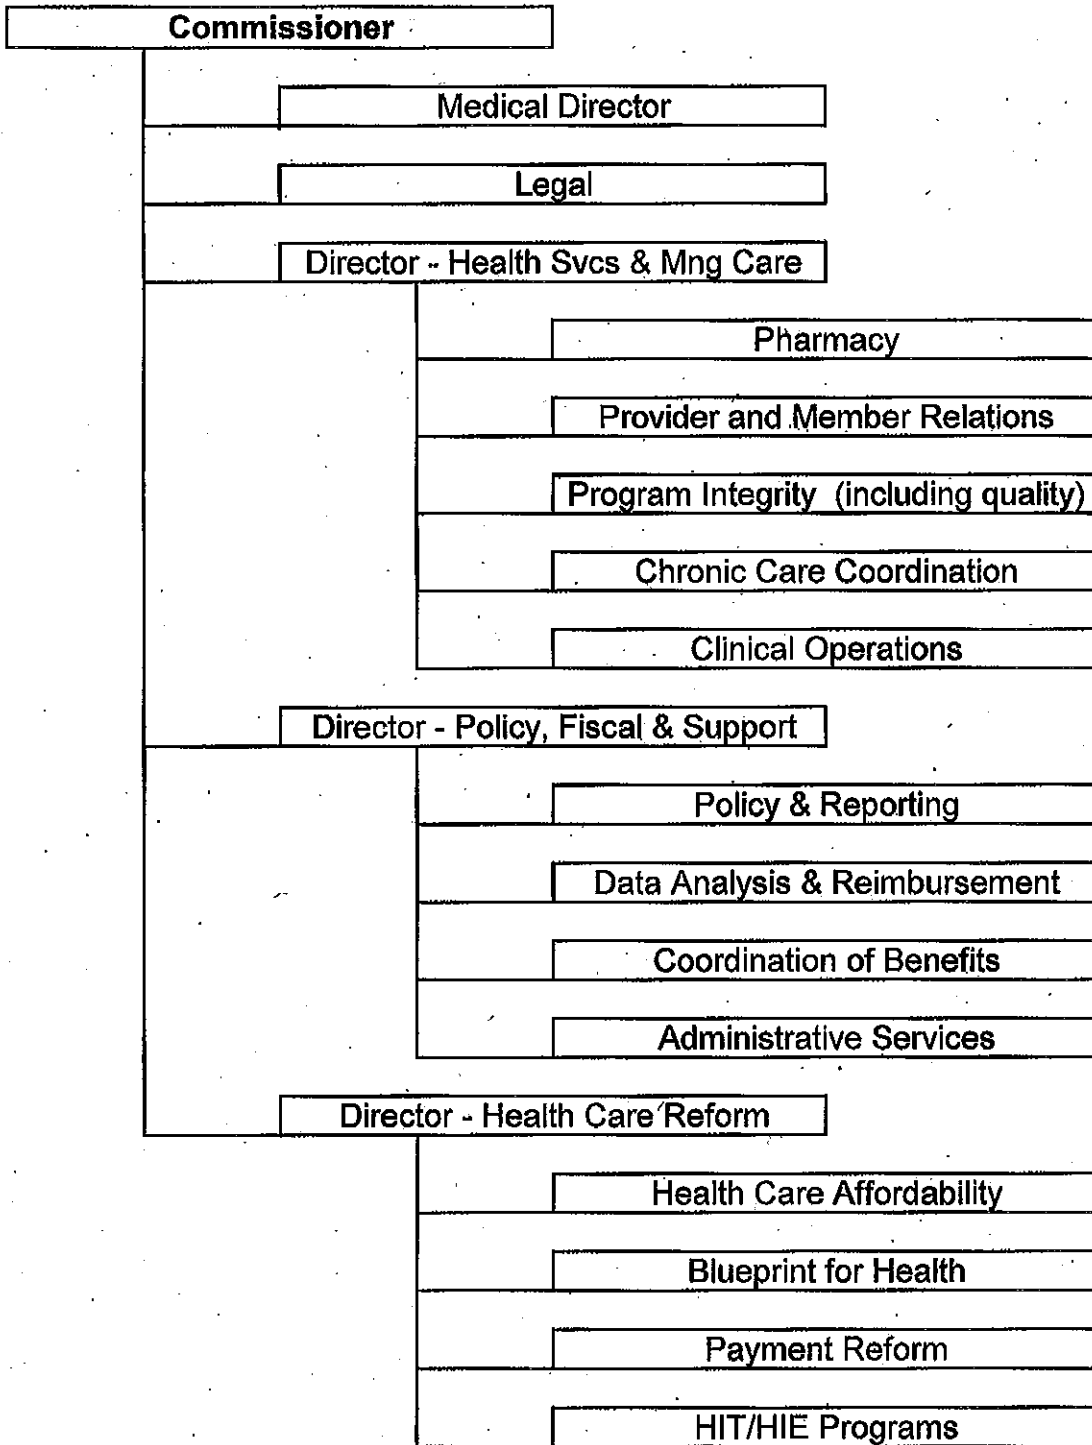 Commissioner
Medical Director
Legal
Director - Health Svcs & Mng Care
Pharmacy
Provider and Member Relations
Program Integrity (including quality)
Chronic Care Coordination
Clinical Operations
Director - Policy, Fiscal & Support
Policy & Reporting
Data Analysis & Reimbursement
Coordination of Benefits
Administrative Services
Director - Health Care Reform
Health Care Affordability
Blueprint for Health
Payment Reform
HIT/HIE Programs